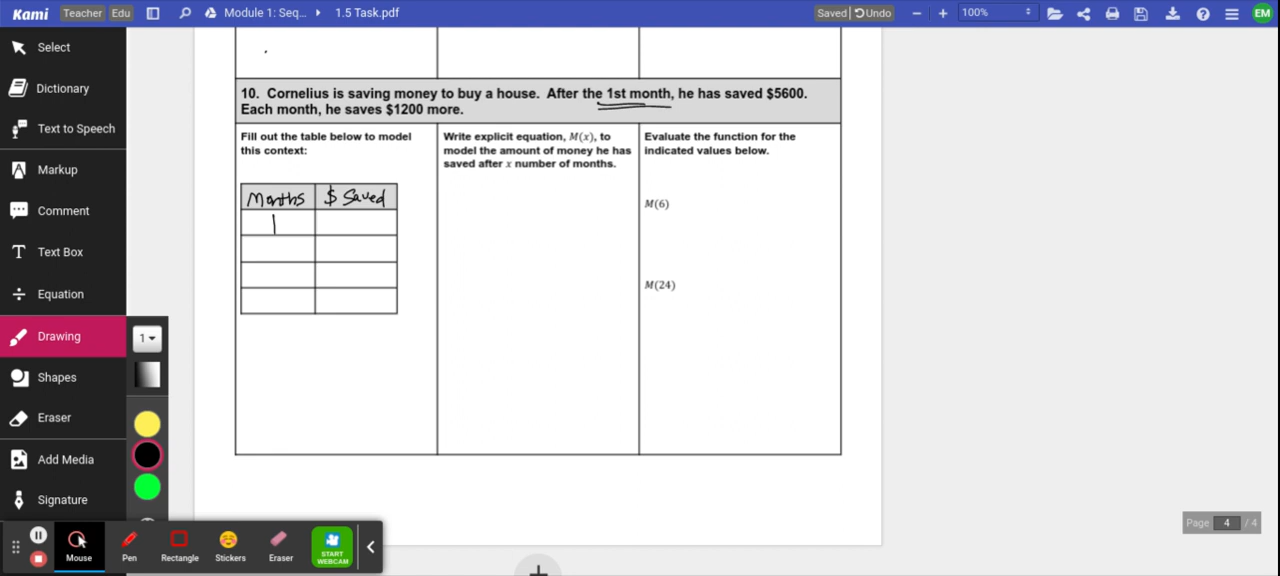 Kami Teacher Edu Module 1: Seq... 1.5 Task.pdf Saved Undo 100% EM
Select
Dictionary
Text to Speech
Markup
Comment
Text Box
Equation
Drawing
1
Shapes
Eraser
Add Media
Signature
10. Cornelius is saving money to buy a house. After the 1st month, he has saved $5600.
Each month, he saves $1200 more.
Fill out the table below to model
this context:
Months $ Saved
1
Write explicit equation, M(x), to
model the amount of money he has
saved after x number of months.
Evaluate the function for the
indicated values below.
M(6)
M(24)
Page 4 / 4
Mouse Pen Rectangle Stickers Eraser START
WEBCAM